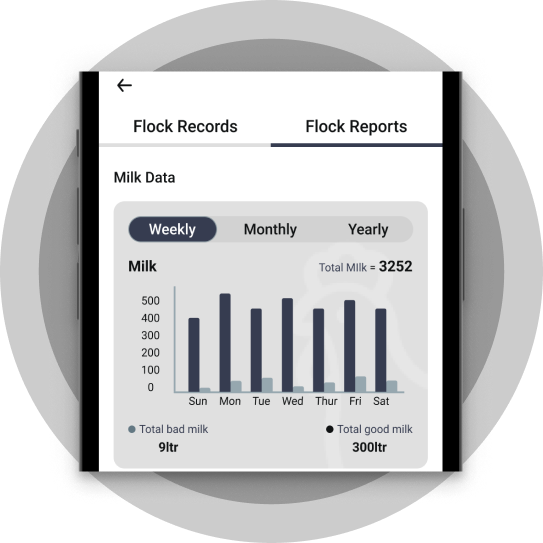 Flock Records Flock Reports
Milk Data
Weekly Monthly Yearly
Milk Total MIlk = 3252
500
400
300
200
100
0
Sun Mon Tue Wed Thur Fri Sat
Total bad milk Total good milk
9ltr 300ltr